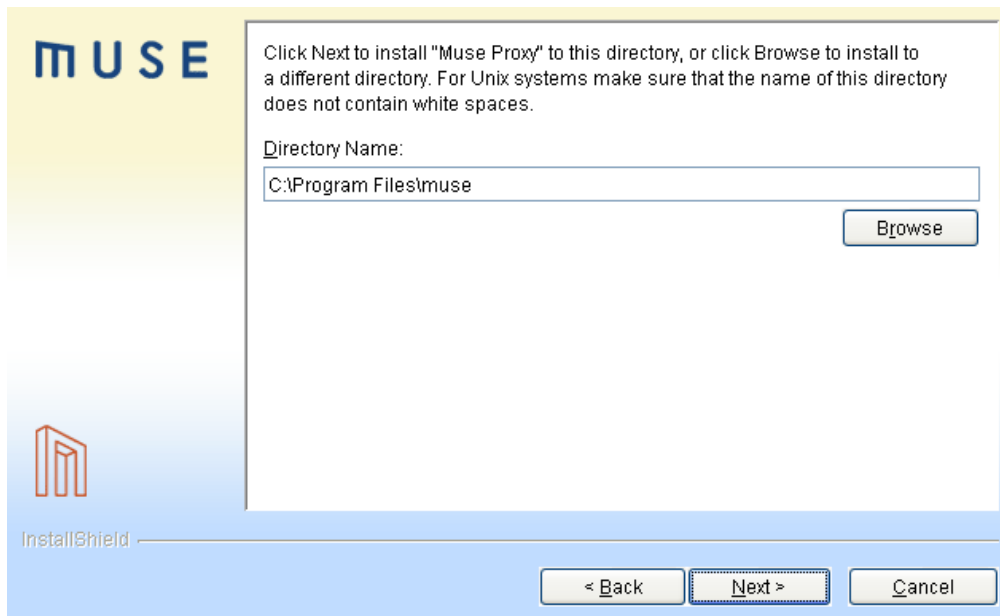 MUSE
Click Next to install "Muse Proxy" to this directory, or click Browse to install to
a different directory. For Unix systems make sure that the name of this directory
does not contain white spaces.
Directory Name:
C:\Program Files\muse
Browse
InstallShield
< Back
Next >
Cancel